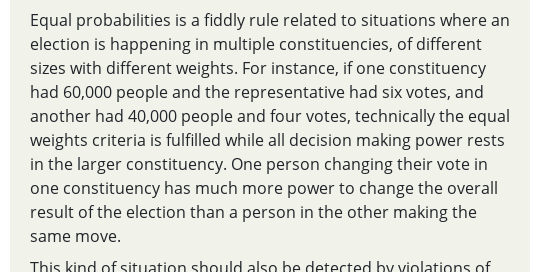 Equal probabilities is a fiddly rule related to situations where an
election is happening in multiple constituencies, of different
sizes with different weights. For instance, if one constituency
had 60,000 people and the representative had six votes, and
another had 40,000 people and four votes, technically the equal
weights criteria is fulfilled while all decision making power rests
in the larger constituency. One person changing their vote in
one constituency has much more power to change the overall
result of the election than a person in the other making the
same move.
This kind of situation should also be detected by violations of